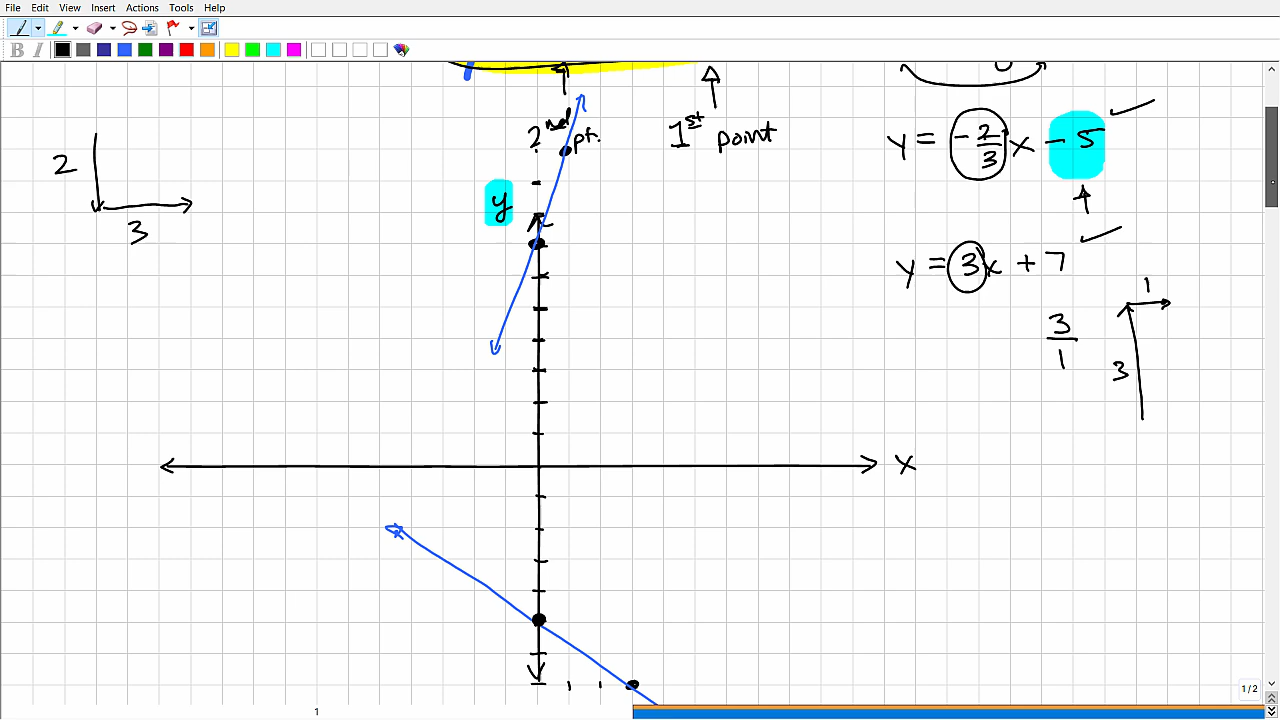 File Edit View Insert Actions Tools Help
B I
2nd pt.
1st point
y = -2/3 x - 5
2
3
y
y = 3x + 7
3/1
1
3
x
1/2
1